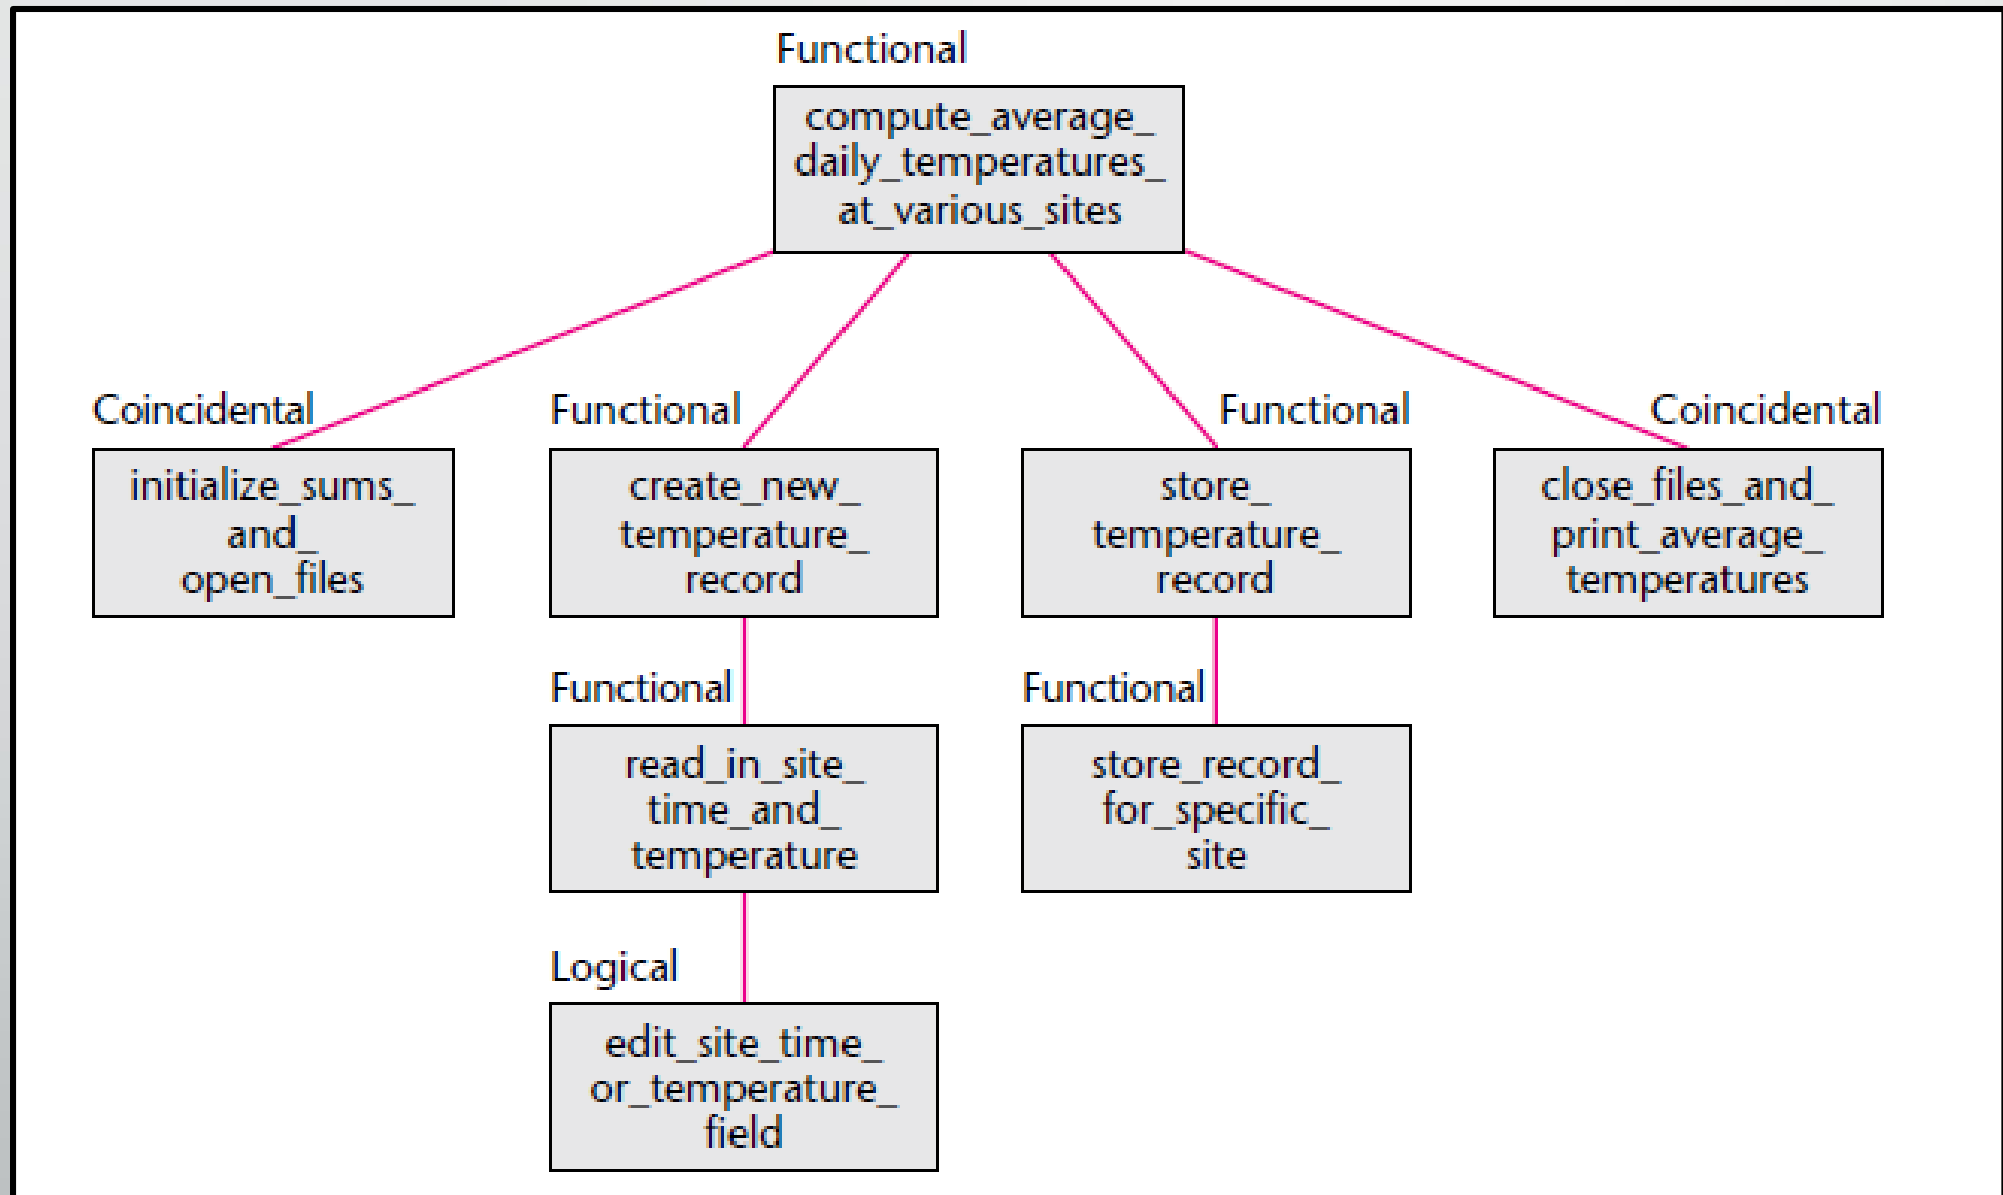 Functional
compute_average_
daily_temperatures_
at_various_sites
Coincidental
initialize_sums_
and_
open_files
Functional
create_new_
temperature_
record
Functional
store_
temperature_
record
Coincidental
close_files_and_
print_average_
temperatures
Functional
read_in_site_
time_and_
temperature
Functional
store_record_
for_specific_
site
Logical
edit_site_time_
or_temperature_
field